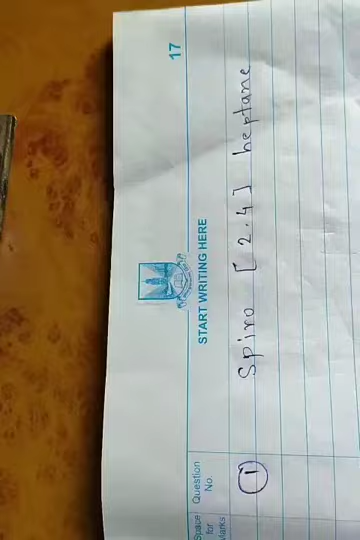 17
START WRITING HERE
Space for Marks
Question No.
① Spiro [2.4] heptane